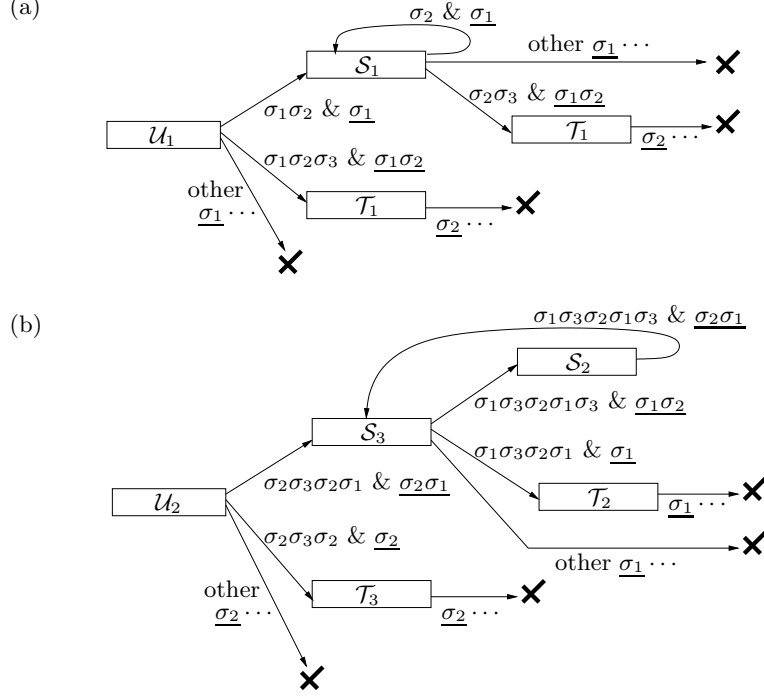 (a)
σ₂ & <u>σ₁</u>
𝒮₁
other <u>σ₁</u> ···
σ₁σ₂ & <u>σ₁</u>
σ₂σ₃ & <u>σ₁σ₂</u>
𝒰₁
𝒯₁
<u>σ₂</u> ···
σ₁σ₂σ₃ & <u>σ₁σ₂</u>
other
<u>σ₁</u> ···
𝒯₁
<u>σ₂</u> ···
(b)
σ₁σ₃σ₂σ₁σ₃ & <u>σ₂σ₁</u>
𝒮₂
σ₁σ₃σ₂σ₁σ₃ & <u>σ₁σ₂</u>
𝒮₃
σ₁σ₃σ₂σ₁ & <u>σ₁</u>
σ₂σ₃σ₂σ₁ & <u>σ₂σ₁</u>
𝒰₂
𝒯₂
<u>σ₁</u> ···
σ₂σ₃σ₂ & <u>σ₂</u>
other <u>σ₁</u> ···
other
<u>σ₂</u> ···
𝒯₃
<u>σ₂</u> ···